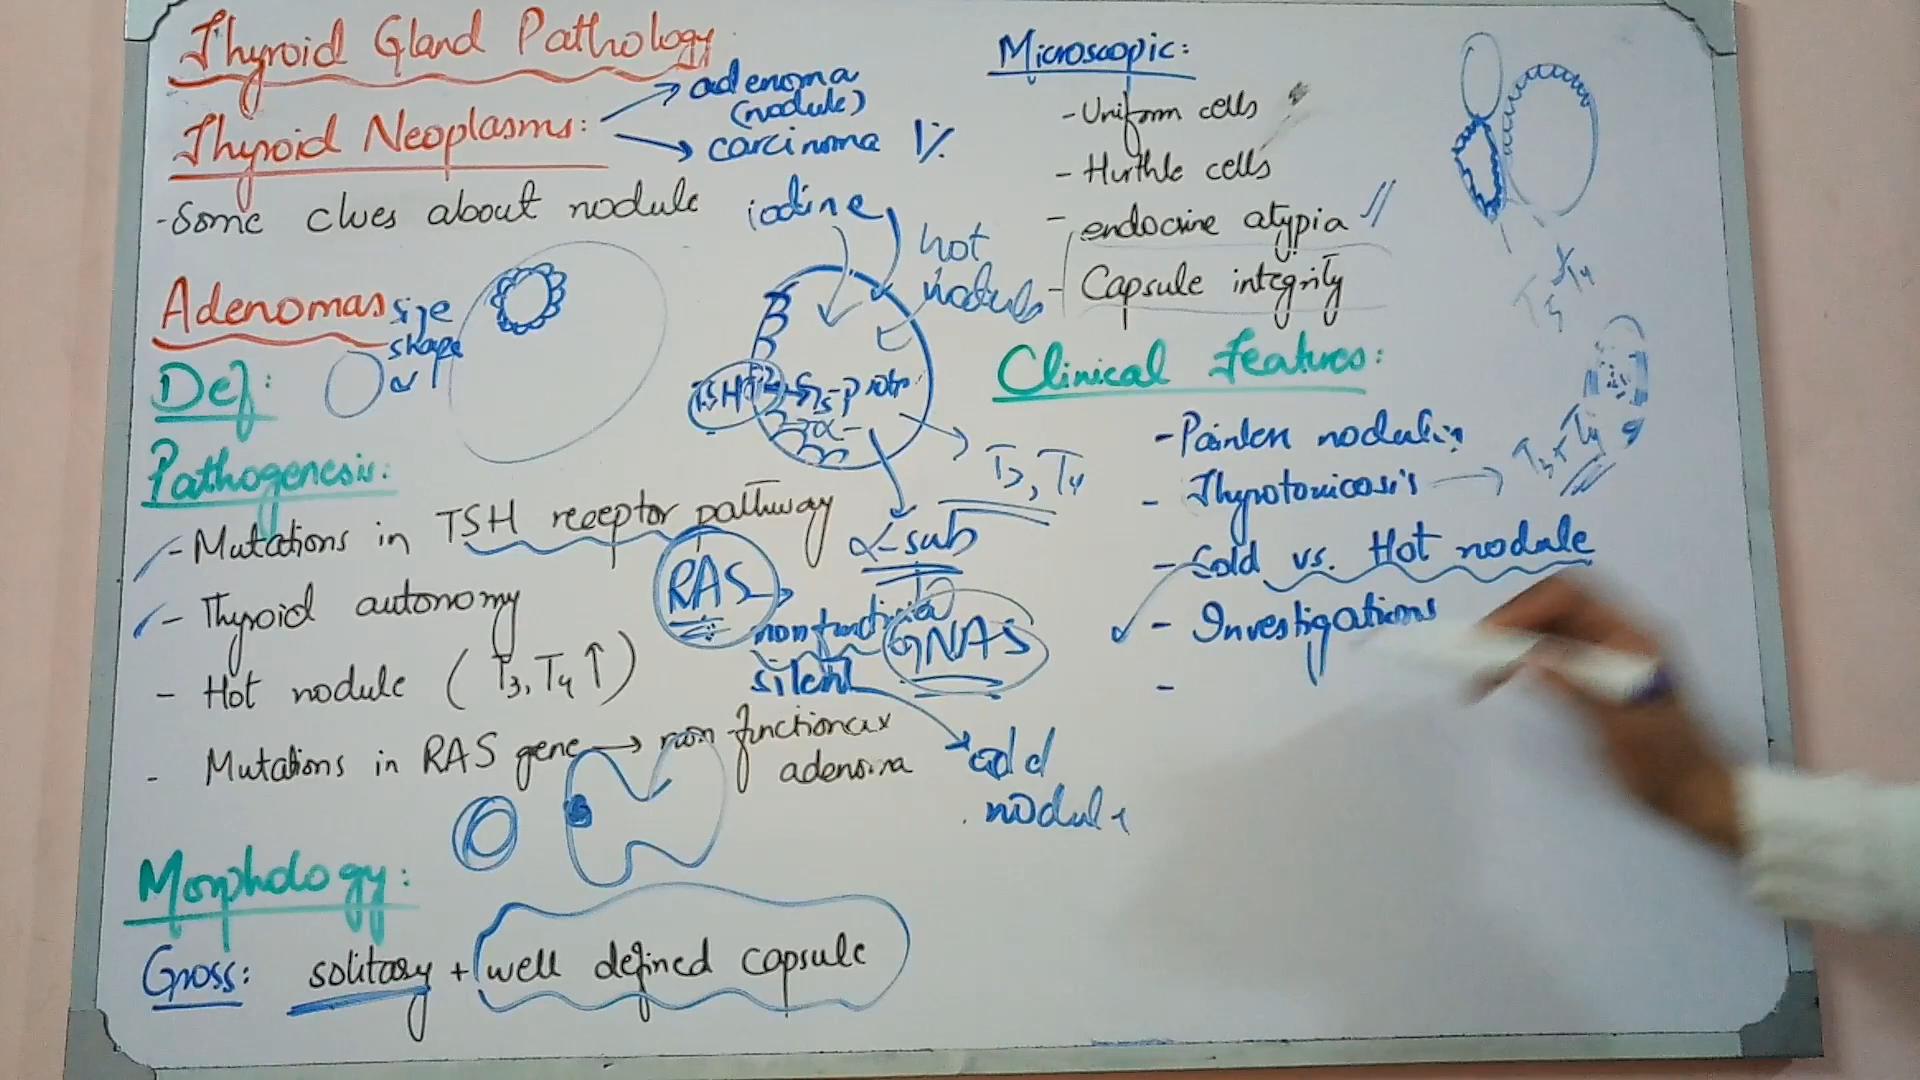 Thyroid Gland Pathology
Thyroid Neoplasms:
adenoma
(nodule)
carcinoma 1%
-Some clues about nodule
iodine
hot
nodule
Adenomas
size
shape
Def:
TSH
T3, T4
Pathogenesis:
- Mutations in TSH receptor pathway
α-sub
RAS
- Thyroid autonomy
non functional
GNAS
silent
- Hot nodule ( T3, T4 ↑ )
- Mutations in RAS gene → non functional
adenoma
cold
nodule
Morphology:
Gross: solitary + well defined capsule
Microscopic:
- Uniform cells
- Hurthle cells
- endocrine atypia
- Capsule integrity
T3 T4
Clinical Features:
- Painless nodule
- Thyrotoxicosis → T3+T4
- Cold vs. Hot nodule
- Investigations
-